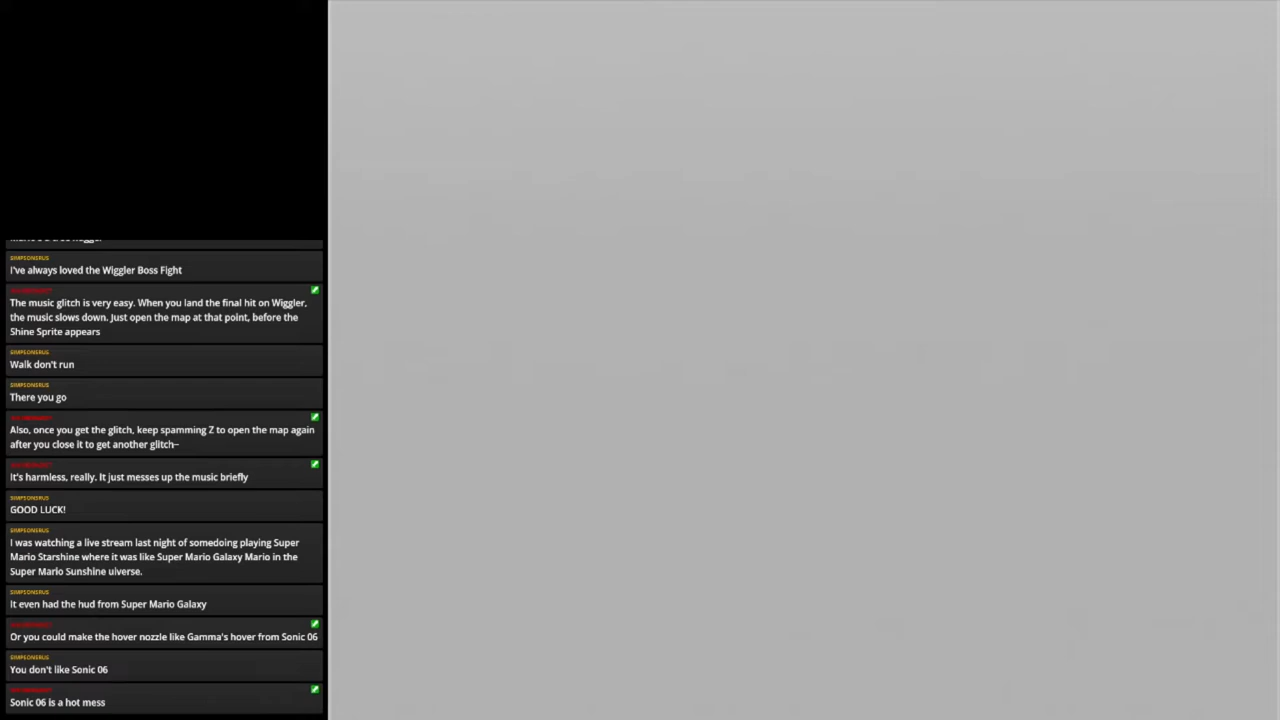 SIMPSONSRUS
I've always loved the Wiggler Boss Fight
The music glitch is very easy. When you land the final hit on Wiggler,
the music slows down. Just open the map at that point, before the
Shine Sprite appears
SIMPSONSRUS
Walk don't run
SIMPSONSRUS
There you go
Also, once you get the glitch, keep spamming Z to open the map again
after you close it to get another glitch~
It's harmless, really. It just messes up the music briefly
SIMPSONSRUS
GOOD LUCK!
SIMPSONSRUS
I was watching a live stream last night of somedoing playing Super
Mario Starshine where it was like Super Mario Galaxy Mario in the
Super Mario Sunshine uiverse.
SIMPSONSRUS
It even had the hud from Super Mario Galaxy
Or you could make the hover nozzle like Gamma's hover from Sonic 06
SIMPSONSRUS
You don't like Sonic 06
Sonic 06 is a hot mess